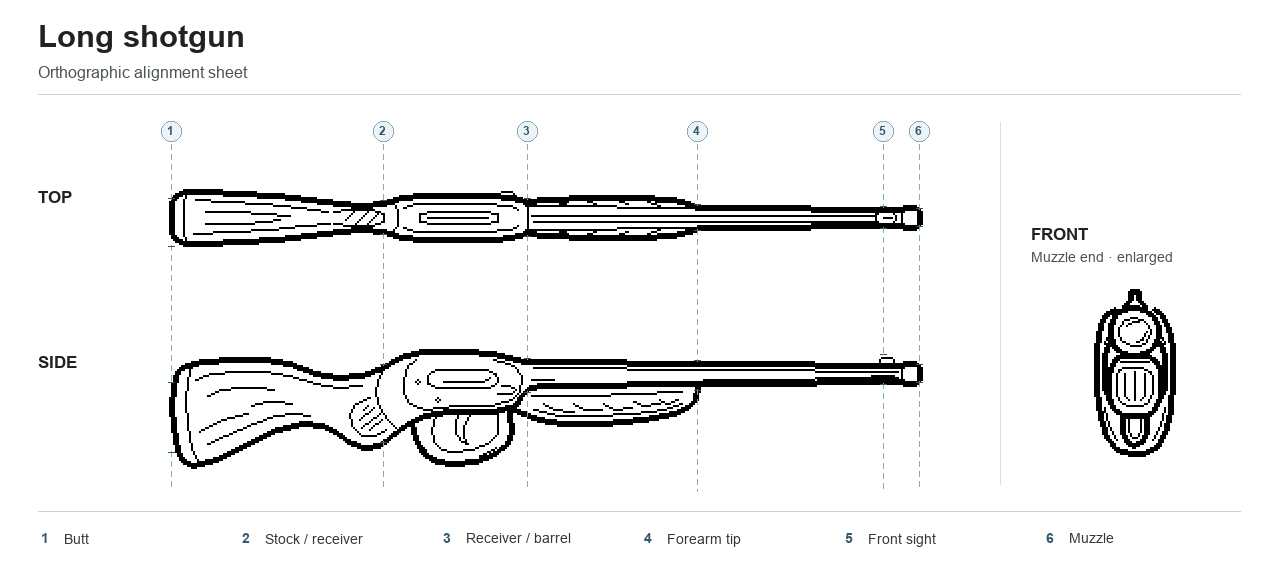 Long shotgun
Orthographic alignment sheet
1 2 3 4 5 6
TOP
FRONT
Muzzle end · enlarged
SIDE
1 Butt 2 Stock / receiver 3 Receiver / barrel 4 Forearm tip 5 Front sight 6 Muzzle